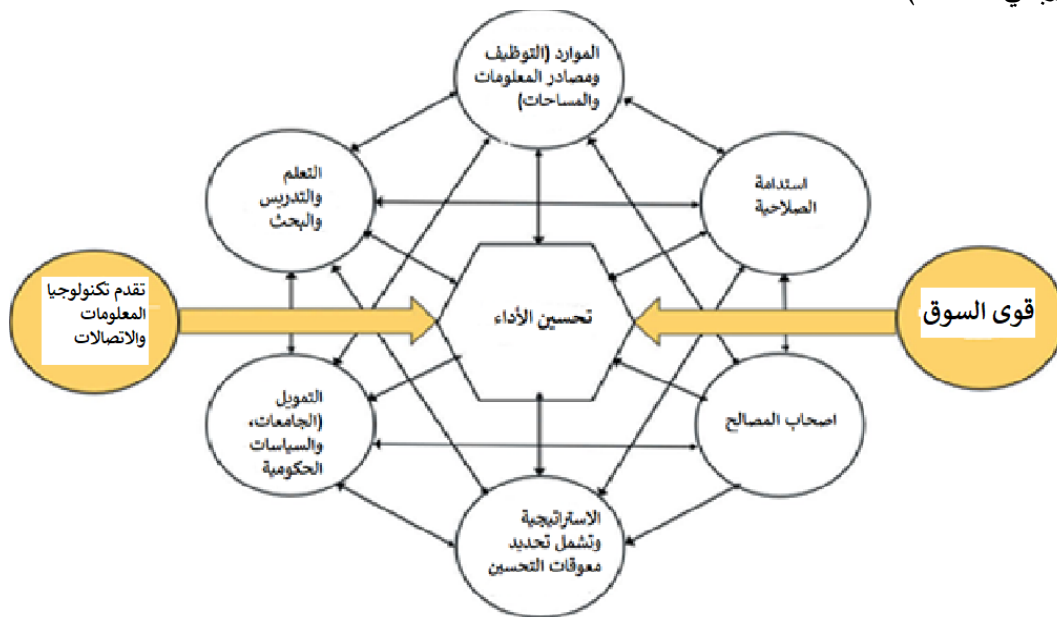 الموارد (التوظيف
ومصادر المعلومات
والمساحات)
استدامة
الصلاحية
التعلم
والتدريس
والبحث
قوى السوق
تحسين الأداء
تقدم تكنولوجيا
المعلومات
والاتصالات
اصحاب المصالح
التمويل
(الجامعات،
والسياسات
الحكومية
الاستراتيجية
وتشمل تحديد
معوقات التحسين